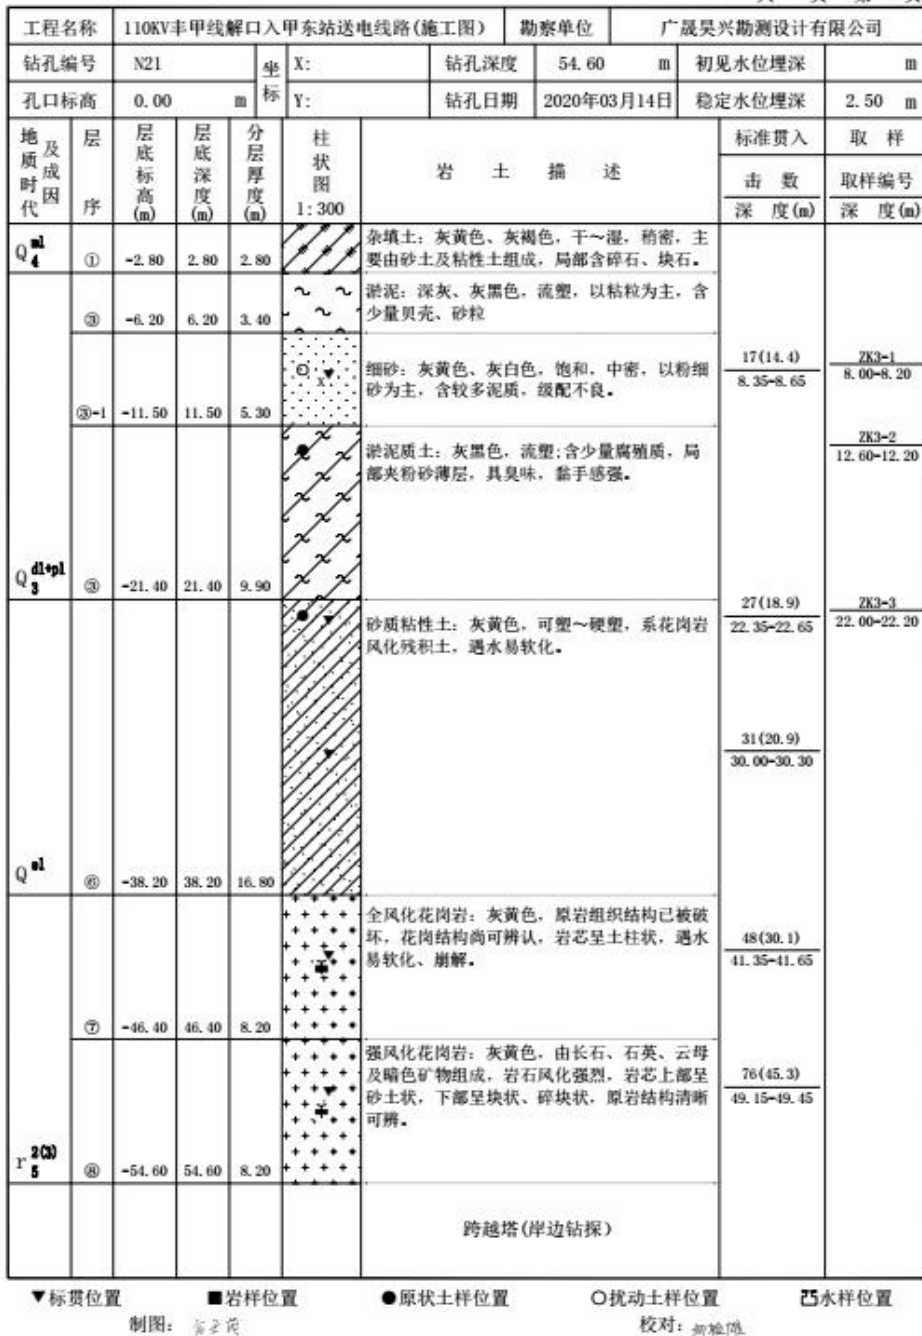 工程名称 110KV丰甲线解口入甲东站送电线路(施工图) 勘察单位 广晟昊兴勘测设计有限公司
钻孔编号 N21 坐标 X: 钻孔深度 54.60 m 初见水位埋深 m
孔口标高 0.00 m Y: 钻孔日期 2020年03月14日 稳定水位埋深 2.50 m
地质时代及成因 层序 层底标高(m) 层底深度(m) 分层厚度(m) 柱状图 1:300 岩土描述 标准贯入 取样
击数 取样编号
深度(m) 深度(m)
杂填土：灰黄色、灰褐色，干～湿，稍密，主
要由砂土及粘性土组成，局部含碎石、块石。
Q4ml ① -2.80 2.80 2.80
淤泥：深灰、灰黑色，流塑，以粘粒为主，含
少量贝壳、砂粒
③ -6.20 6.20 3.40
细砂：灰黄色、灰白色，饱和，中密，以粉细
砂为主，含较多泥质，级配不良。
17(14.4) ZK3-1
8.35-8.65 8.00-8.20
③-1 -11.50 11.50 5.30
淤泥质土：灰黑色，流塑;含少量腐殖质，局
部夹粉砂薄层，具臭味，黏手感强。
ZK3-2
12.60-12.20
Q3dl+pl ③ -21.40 21.40 9.90
砂质粘性土：灰黄色，可塑～硬塑，系花岗岩
风化残积土，遇水易软化。
27(18.9) ZK3-3
22.35-22.65 22.00-22.20
31(20.9)
30.00-30.30
Qel ⑥ -38.20 38.20 16.80
全风化花岗岩：灰黄色，原岩组织结构已被破
坏，花岗结构尚可辨认，岩芯呈土柱状，遇水
易软化、崩解。
48(30.1)
41.35-41.65
⑦ -46.40 46.40 8.20
强风化花岗岩：灰黄色，由长石、石英、云母
及暗色矿物组成，岩石风化强烈，岩芯上部呈
砂土状，下部呈块状、碎块状，原岩结构清晰
可辨。
76(45.3)
49.15-49.45
r52(3) ⑧ -54.60 54.60 8.20
跨越塔(岸边钻探)
▼标贯位置 ■岩样位置 ●原状土样位置 ○扰动土样位置 凸水样位置
制图： 校对：